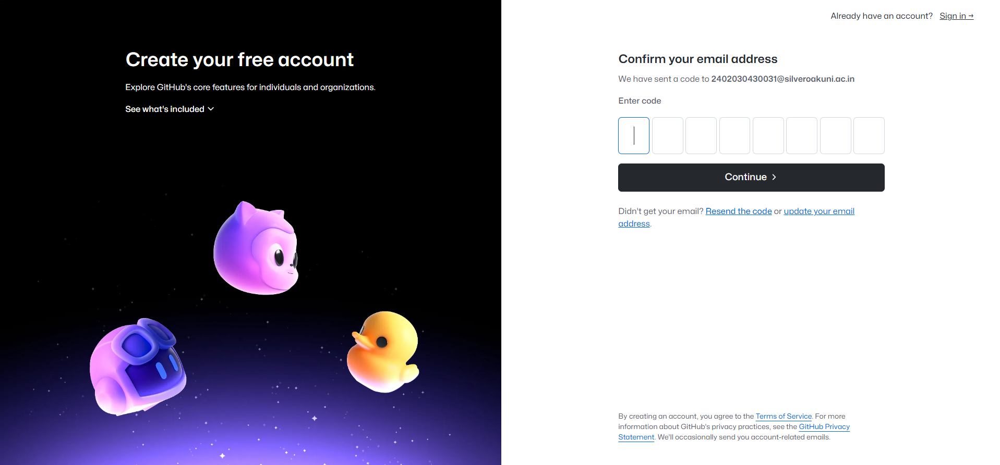 Create your free account
Explore GitHub's core features for individuals and organizations.
See what's included
Already have an account? Sign in →
Confirm your email address
We have sent a code to 2402030430031@silveroakuni.ac.in
Enter code
Continue
Didn't get your email? Resend the code or update your email
address.
By creating an account, you agree to the Terms of Service. For more
information about GitHub's privacy practices, see the GitHub Privacy
Statement. We'll occasionally send you account-related emails.